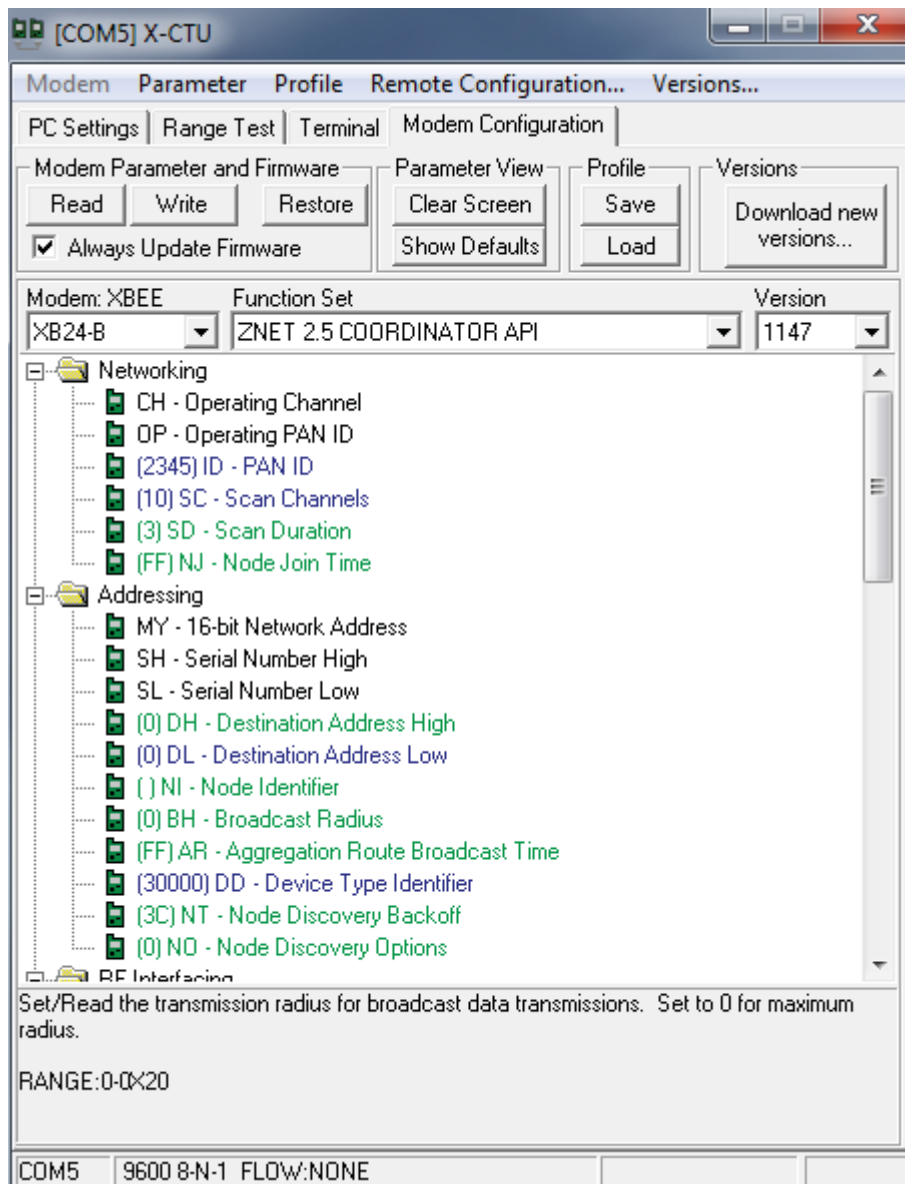 [COM5] X-CTU
Modem Parameter Profile Remote Configuration... Versions...
PC Settings Range Test Terminal Modem Configuration
Modem Parameter and Firmware Parameter View Profile Versions
Read Write Restore Clear Screen Save Download new versions...
Always Update Firmware Show Defaults Load
Modem: XBEE Function Set Version
XB24-B ZNET 2.5 COORDINATOR API 1147
Networking
CH - Operating Channel
OP - Operating PAN ID
(2345) ID - PAN ID
(10) SC - Scan Channels
(3) SD - Scan Duration
(FF) NJ - Node Join Time
Addressing
MY - 16-bit Network Address
SH - Serial Number High
SL - Serial Number Low
(0) DH - Destination Address High
(0) DL - Destination Address Low
( ) NI - Node Identifier
(0) BH - Broadcast Radius
(FF) AR - Aggregation Route Broadcast Time
(30000) DD - Device Type Identifier
(3C) NT - Node Discovery Backoff
(0) NO - Node Discovery Options
RF Interfacing
Set/Read the transmission radius for broadcast data transmissions. Set to 0 for maximum
radius.
RANGE:0-0X20
COM5 9600 8-N-1 FLOW:NONE